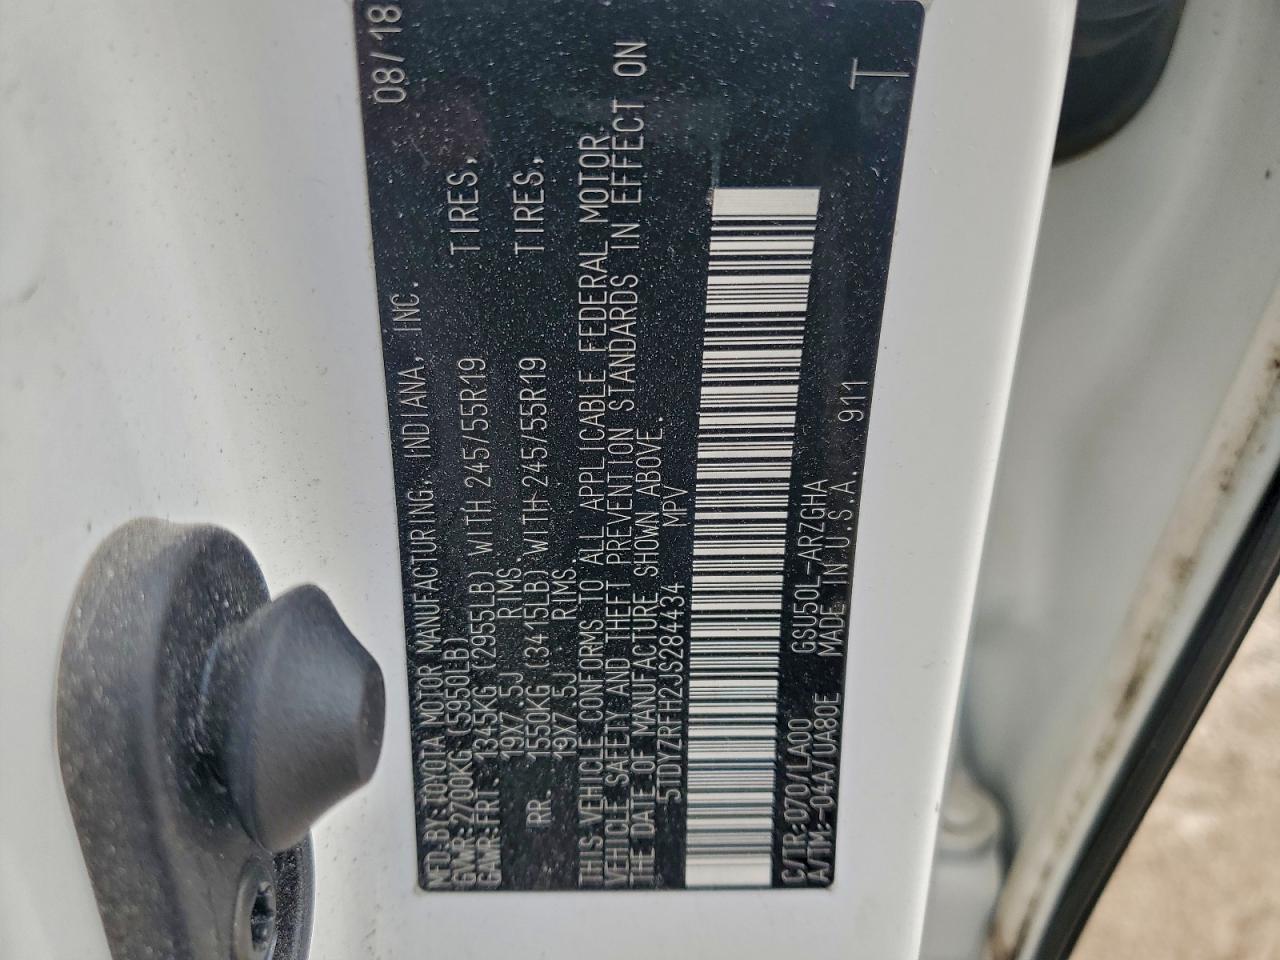 MFD.BY:TOYOTA MOTOR MANUFACTURING, INDIANA, INC. 08/18
GVWR:2700KG(5950LB)
GAWR:FRT. 1345KG(2955LB)WITH 245/55R19 TIRES,
19X7.5J RIMS.
RR. 1550KG(3415LB)WITH 245/55R19 TIRES,
19X7.5J RIMS.
THIS VEHICLE CONFORMS TO ALL APPLICABLE FEDERAL MOTOR
VEHICLE SAFETY AND THEFT PREVENTION STANDARDS IN EFFECT ON
THE DATE OF MANUFACTURE SHOWN ABOVE.
5TDYZRFH2JS284434 MPV
C/TR:070/LA00 GSU50L-ARZGHA
A/TM:-04A/UA80E MADE IN U.S.A. 911
T